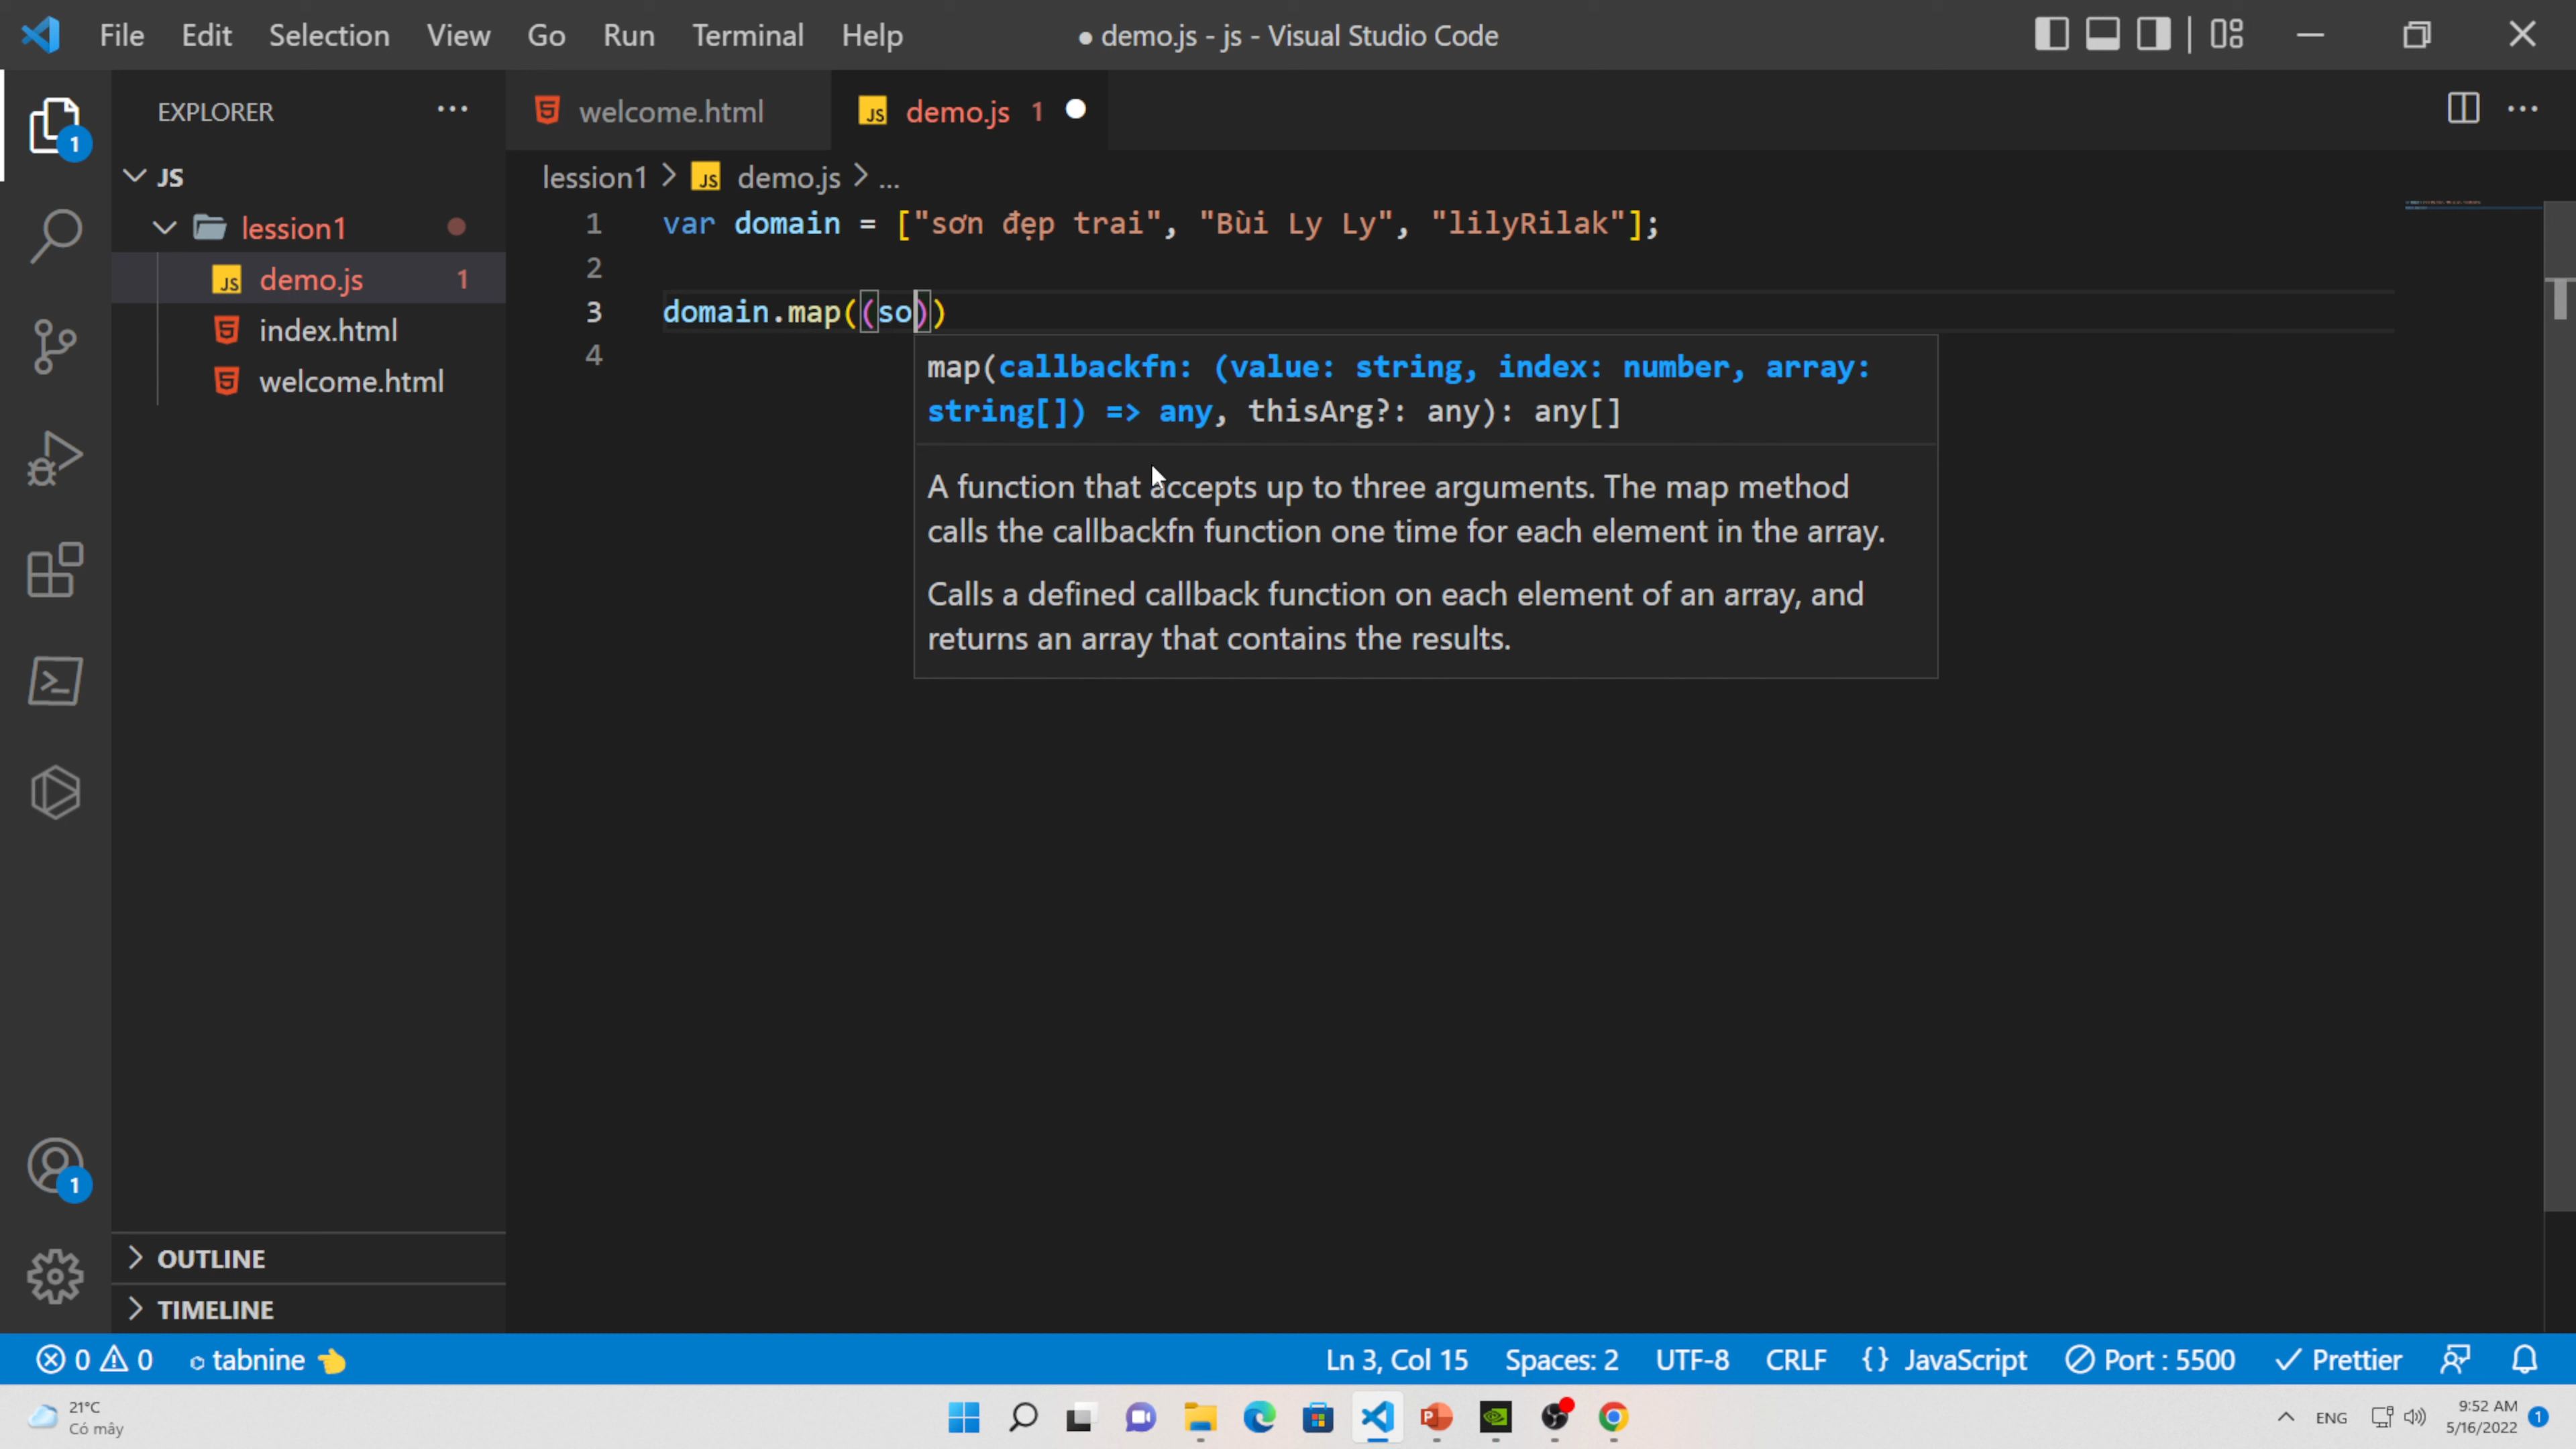 File Edit Selection View Go Run Terminal Help ● demo.js - js - Visual Studio Code
EXPLORER ...
welcome.html
JS demo.js 1
1
JS
lession1 > JS demo.js > ...
lession1
JS demo.js 1
index.html
welcome.html
1 var domain = ["sơn đẹp trai", "Bùi Ly Ly", "lilyRilak"];
2
3 domain.map((so))
4
map(callbackfn: (value: string, index: number, array:
string[]) => any, thisArg?: any): any[]
A function that accepts up to three arguments. The map method
calls the callbackfn function one time for each element in the array.
Calls a defined callback function on each element of an array, and
returns an array that contains the results.
1
OUTLINE
TIMELINE
0 0 tabnine Ln 3, Col 15 Spaces: 2 UTF-8 CRLF {} JavaScript Port : 5500 Prettier
21°C
Có mây
ENG
9:52 AM
5/16/2022
1